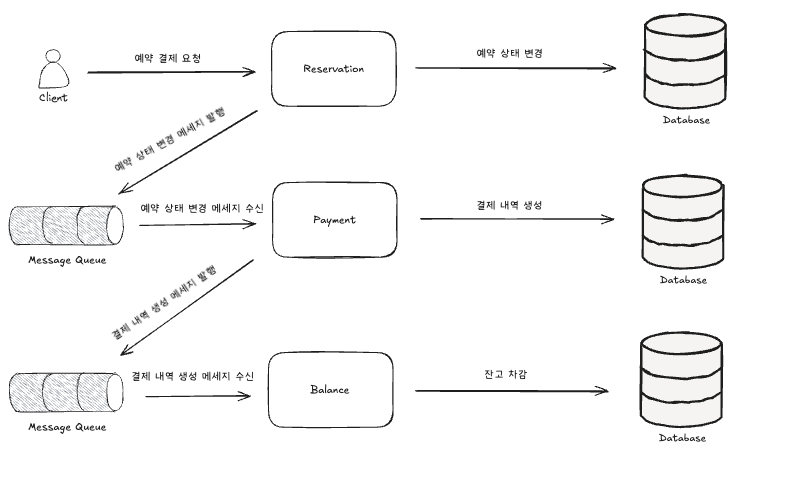 예약 결제 요청
Client
Reservation
예약 상태 변경
Database
예약 상태 변경 메세지 발행
예약 상태 변경 메세지 수신
Message Queue
Payment
결제 내역 생성
Database
결제 내역 생성 메세지 발행
결제 내역 생성 메세지 수신
Message Queue
Balance
잔고 차감
Database